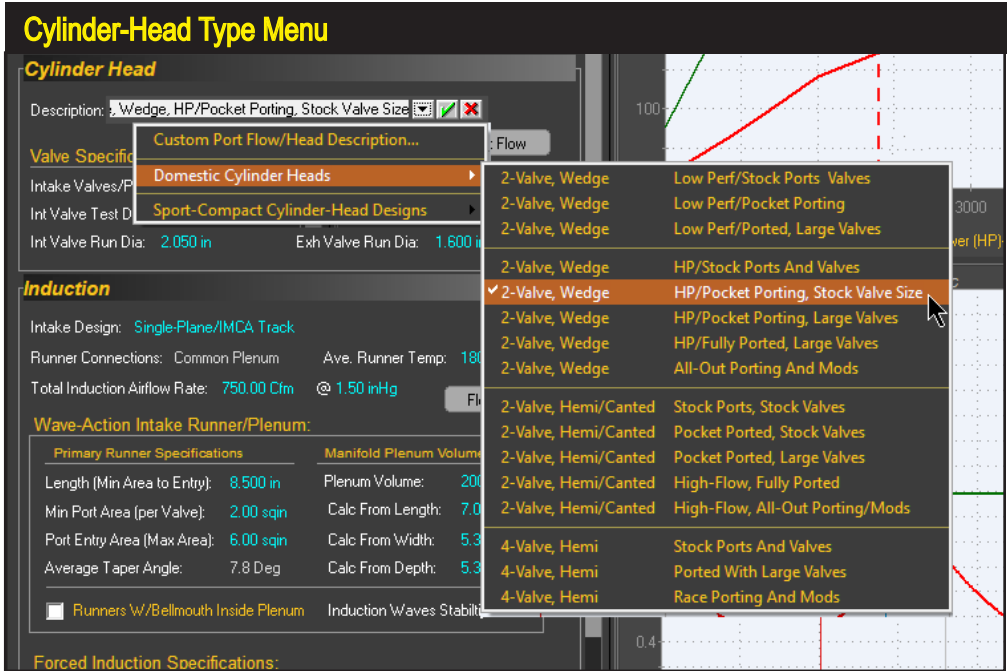 Cylinder-Head Type Menu
Cylinder Head
Description: , Wedge, HP/Pocket Porting, Stock Valve Size
Custom Port Flow/Head Description...
: Flow
Valve Specific
Domestic Cylinder Heads
Intake Valves/P
Sport-Compact Cylinder-Head Designs
Int Valve Test D
Int Valve Run Dia: 2.050 in Exh Valve Run Dia: 1.600 i
2-Valve, Wedge Low Perf/Stock Ports Valves
2-Valve, Wedge Low Perf/Pocket Porting
2-Valve, Wedge Low Perf/Ported, Large Valves
2-Valve, Wedge HP/Stock Ports And Valves
2-Valve, Wedge HP/Pocket Porting, Stock Valve Size
2-Valve, Wedge HP/Pocket Porting, Large Valves
2-Valve, Wedge HP/Fully Ported, Large Valves
2-Valve, Wedge All-Out Porting And Mods
2-Valve, Hemi/Canted Stock Ports, Stock Valves
2-Valve, Hemi/Canted Pocket Ported, Stock Valves
2-Valve, Hemi/Canted Pocket Ported, Large Valves
2-Valve, Hemi/Canted High-Flow, Fully Ported
2-Valve, Hemi/Canted High-Flow, All-Out Porting/Mods
4-Valve, Hemi Stock Ports And Valves
4-Valve, Hemi Ported With Large Valves
4-Valve, Hemi Race Porting And Mods
Induction
Intake Design: Single-Plane/IMCA Track
Runner Connections: Common Plenum Ave. Runner Temp: 180
Total Induction Airflow Rate: 750.00 Cfm @ 1.50 inHg
Wave-Action Intake Runner/Plenum:
Primary Runner Specifications Manifold Plenum Volume
Length (Min Area to Entry): 8.500 in Plenum Volume: 200
Min Port Area (per Valve): 2.00 sqin Calc From Length: 7.0
Port Entry Area (Max Area): 6.00 sqin Calc From Width: 5.3
Average Taper Angle: 7.8 Deg Calc From Depth: 5.3
Runners W/Bellmouth Inside Plenum Induction Waves Stabilti
Forced Induction Specifications:
100
3000
wer (HP)
0.4